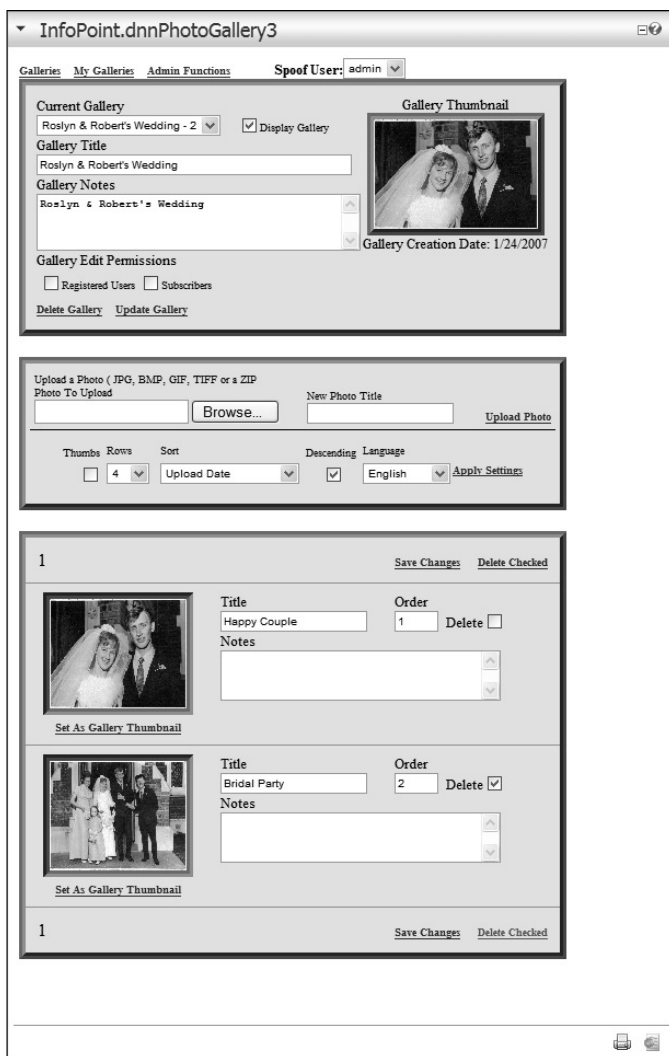 InfoPoint.dnnPhotoGallery3
Galleries My Galleries Admin Functions Spoof User: admin
Current Gallery
Gallery Thumbnail
Roslyn & Robert's Wedding - 2
Display Gallery
Gallery Title
Roslyn & Robert's Wedding
Gallery Notes
Roslyn & Robert's Wedding
Gallery Creation Date: 1/24/2007
Gallery Edit Permissions
Registered Users Subscribers
Delete Gallery Update Gallery
Upload a Photo ( JPG, BMP, GIF, TIFF or a ZIP
Photo To Upload New Photo Title
Browse... Upload Photo
Thumbs Rows Sort Descending Language
4 Upload Date English Apply Settings
1 Save Changes Delete Checked
Title Order
Happy Couple 1 Delete
Notes
Set As Gallery Thumbnail
Title Order
Bridal Party 2 Delete
Notes
Set As Gallery Thumbnail
1 Save Changes Delete Checked